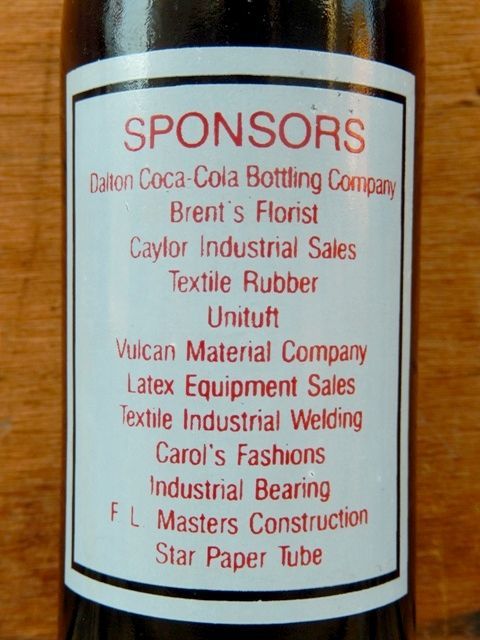 SPONSORS
Dalton Coca-Cola Bottling Company
Brent's Florist
Caylor Industrial Sales
Textile Rubber
Unituft
Vulcan Material Company
Latex Equipment Sales
Textile Industrial Welding
Carol's Fashions
Industrial Bearing
F L. Masters Construction
Star Paper Tube